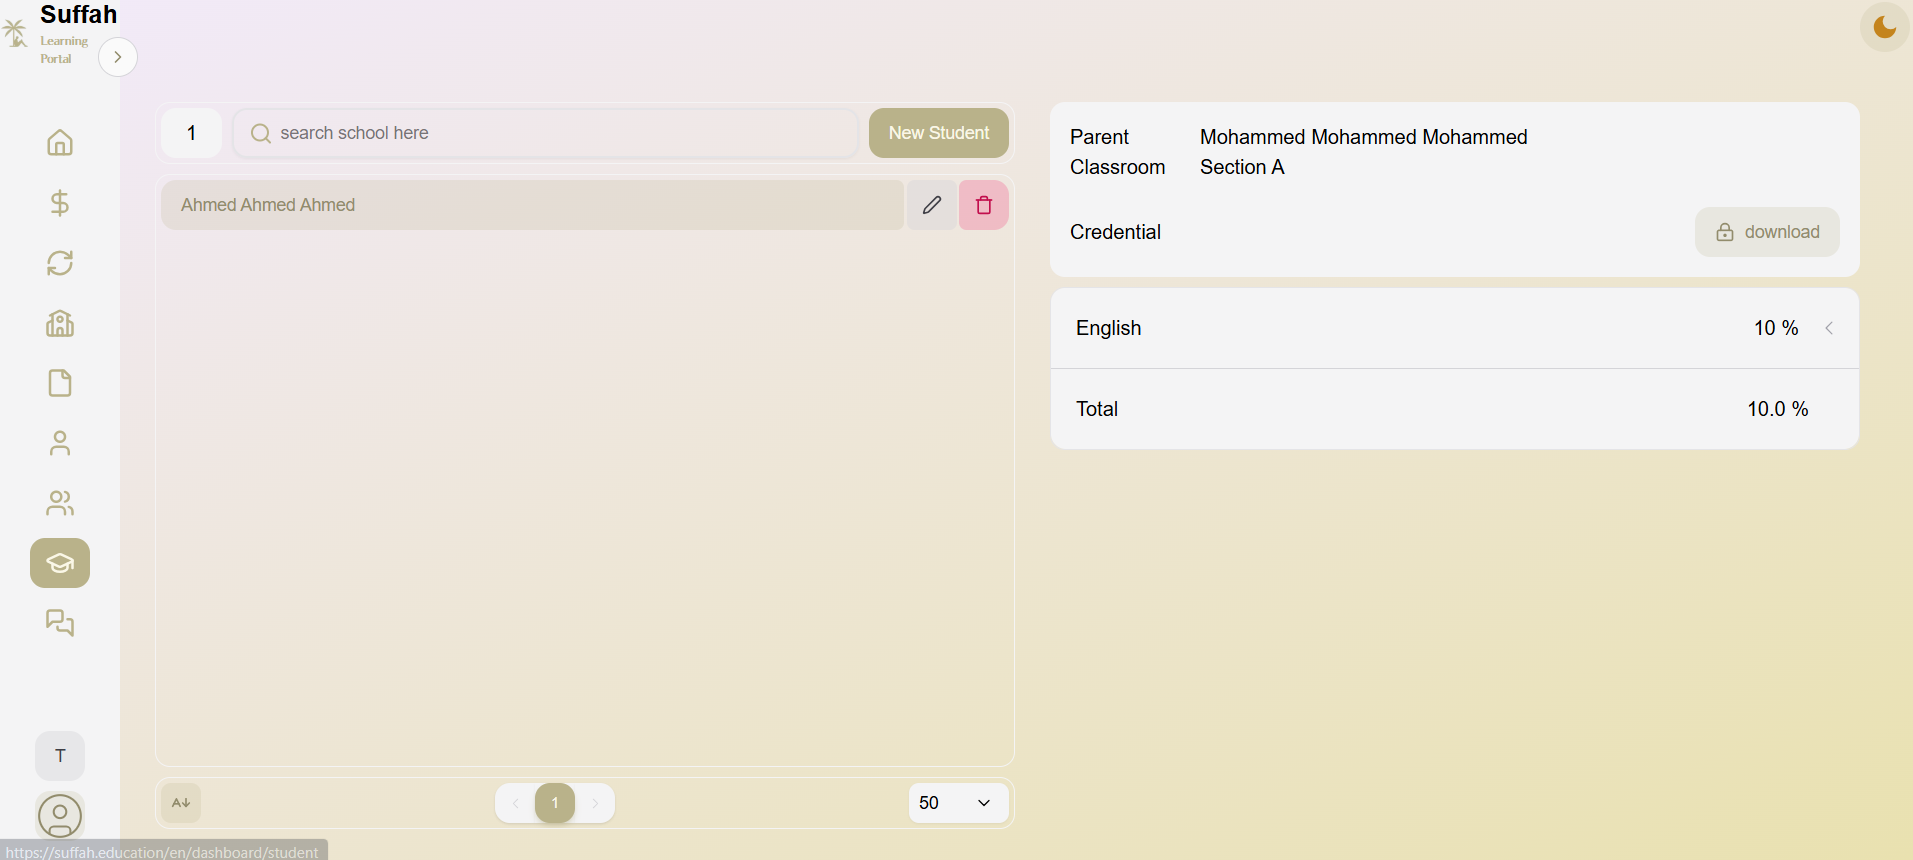 Suffah
Learning
Portal
1
search school here
New Student
Ahmed Ahmed Ahmed
Parent
Mohammed Mohammed Mohammed
Classroom
Section A
Credential
download
English
10 %
Total
10.0 %
T
A
1
50
https://suffah.education/en/dashboard/student